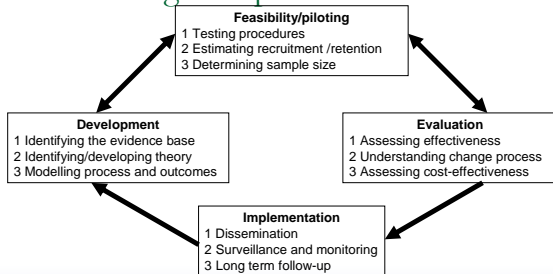 Feasibility/piloting
1 Testing procedures
2 Estimating recruitment /retention
3 Determining sample size
Development
1 Identifying the evidence base
2 Identifying/developing theory
3 Modelling process and outcomes
Evaluation
1 Assessing effectiveness
2 Understanding change process
3 Assessing cost-effectiveness
Implementation
1 Dissemination
2 Surveillance and monitoring
3 Long term follow-up